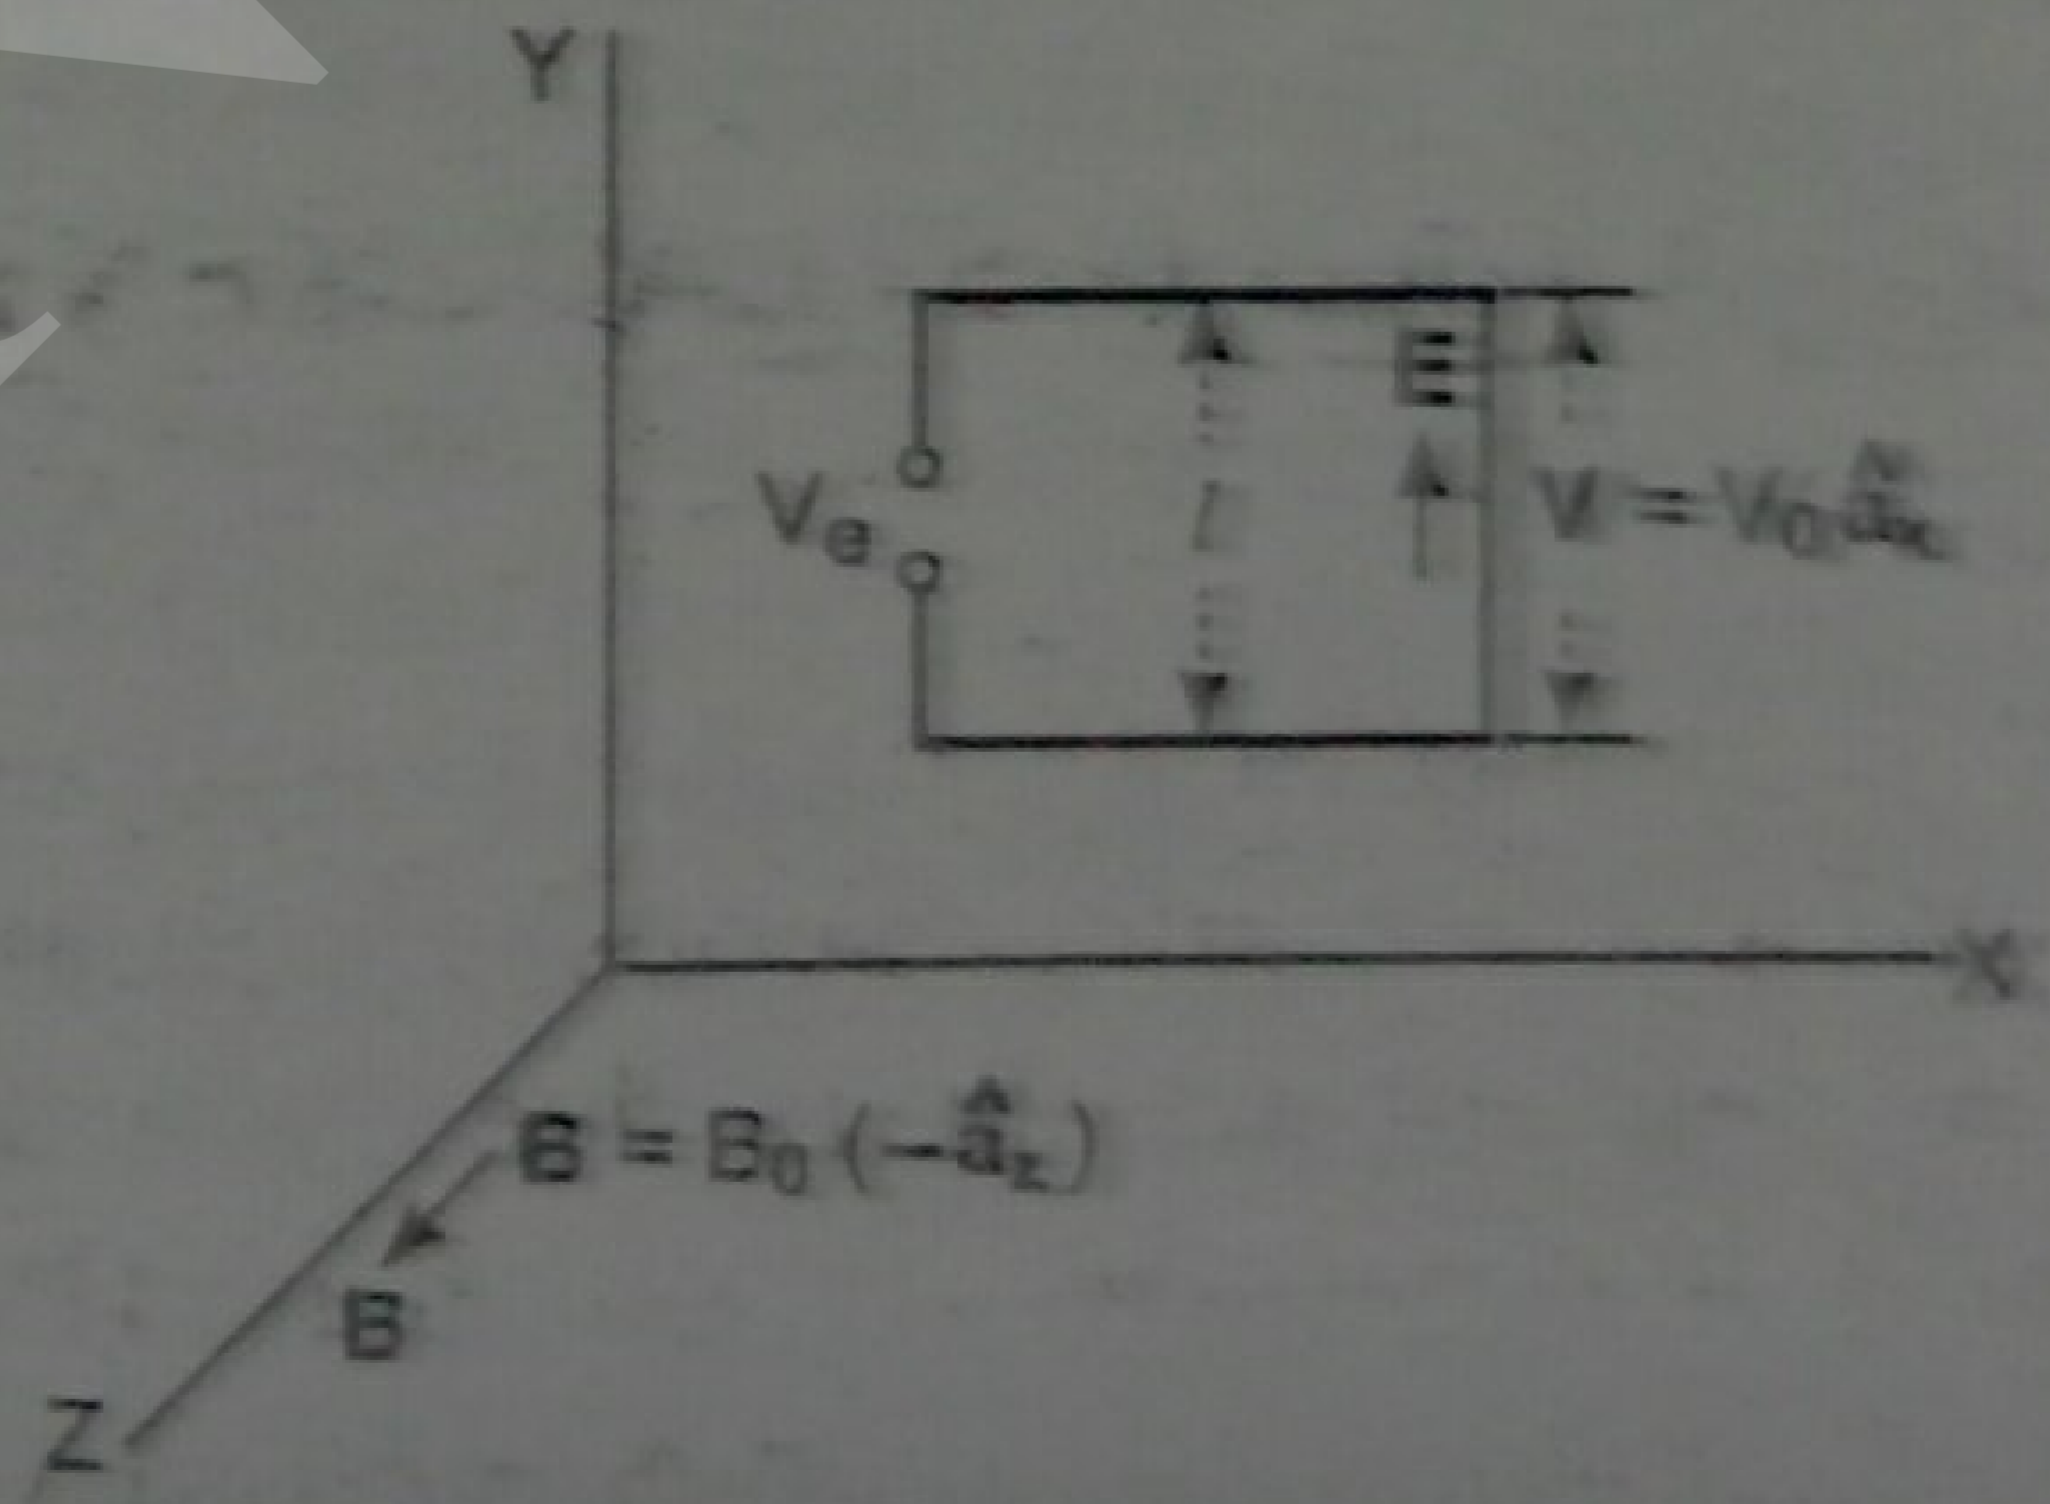 Y
E
V = V₀ âₓ
Vₑ
l
X
B = B₀ (−â_z)
B
Z